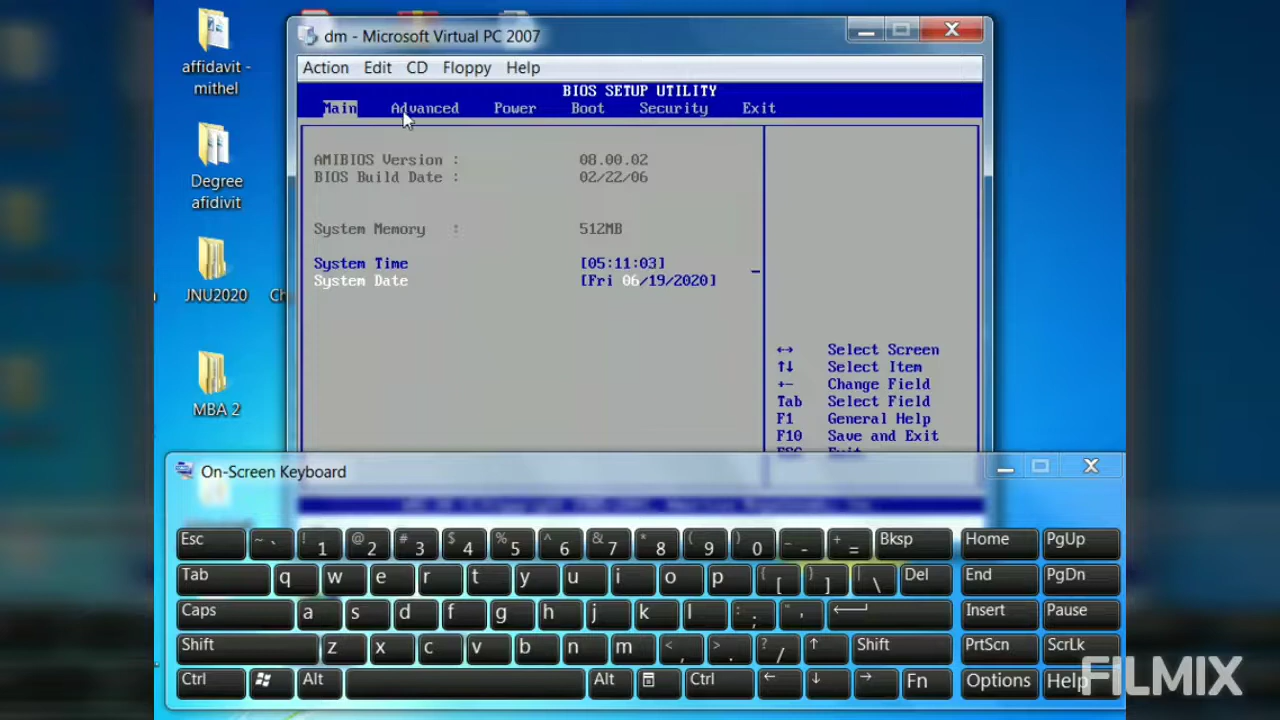 affidavit -
mithel
Degree
afidivit
JNU2020
Ch
MBA 2
dm - Microsoft Virtual PC 2007
Action Edit CD Floppy Help
BIOS SETUP UTILITY
Main Advanced Power Boot Security Exit
AMIBIOS Version : 08.00.02
BIOS Build Date : 02/22/06
System Memory : 512MB
System Time [05:11:03]
System Date [Fri 06/19/2020]
↔ Select Screen
↑↓ Select Item
+- Change Field
Tab Select Field
F1 General Help
F10 Save and Exit
ESC Exit
On-Screen Keyboard
Esc ~ ` ! 1 @ 2 # 3 $ 4 % 5 ^ 6 & 7 * 8 ( 9 ) 0 _ - + = Bksp Home PgUp
Tab q w e r t y u i o p { [ } ] | \ Del End PgDn
Caps a s d f g h j k l : ; " ' Insert Pause
Shift z x c v b n m < , > . ? / ↑ Shift PrtScn ScrLk
Ctrl Alt Alt Ctrl ← ↓ → Fn Options Help
FILMIX